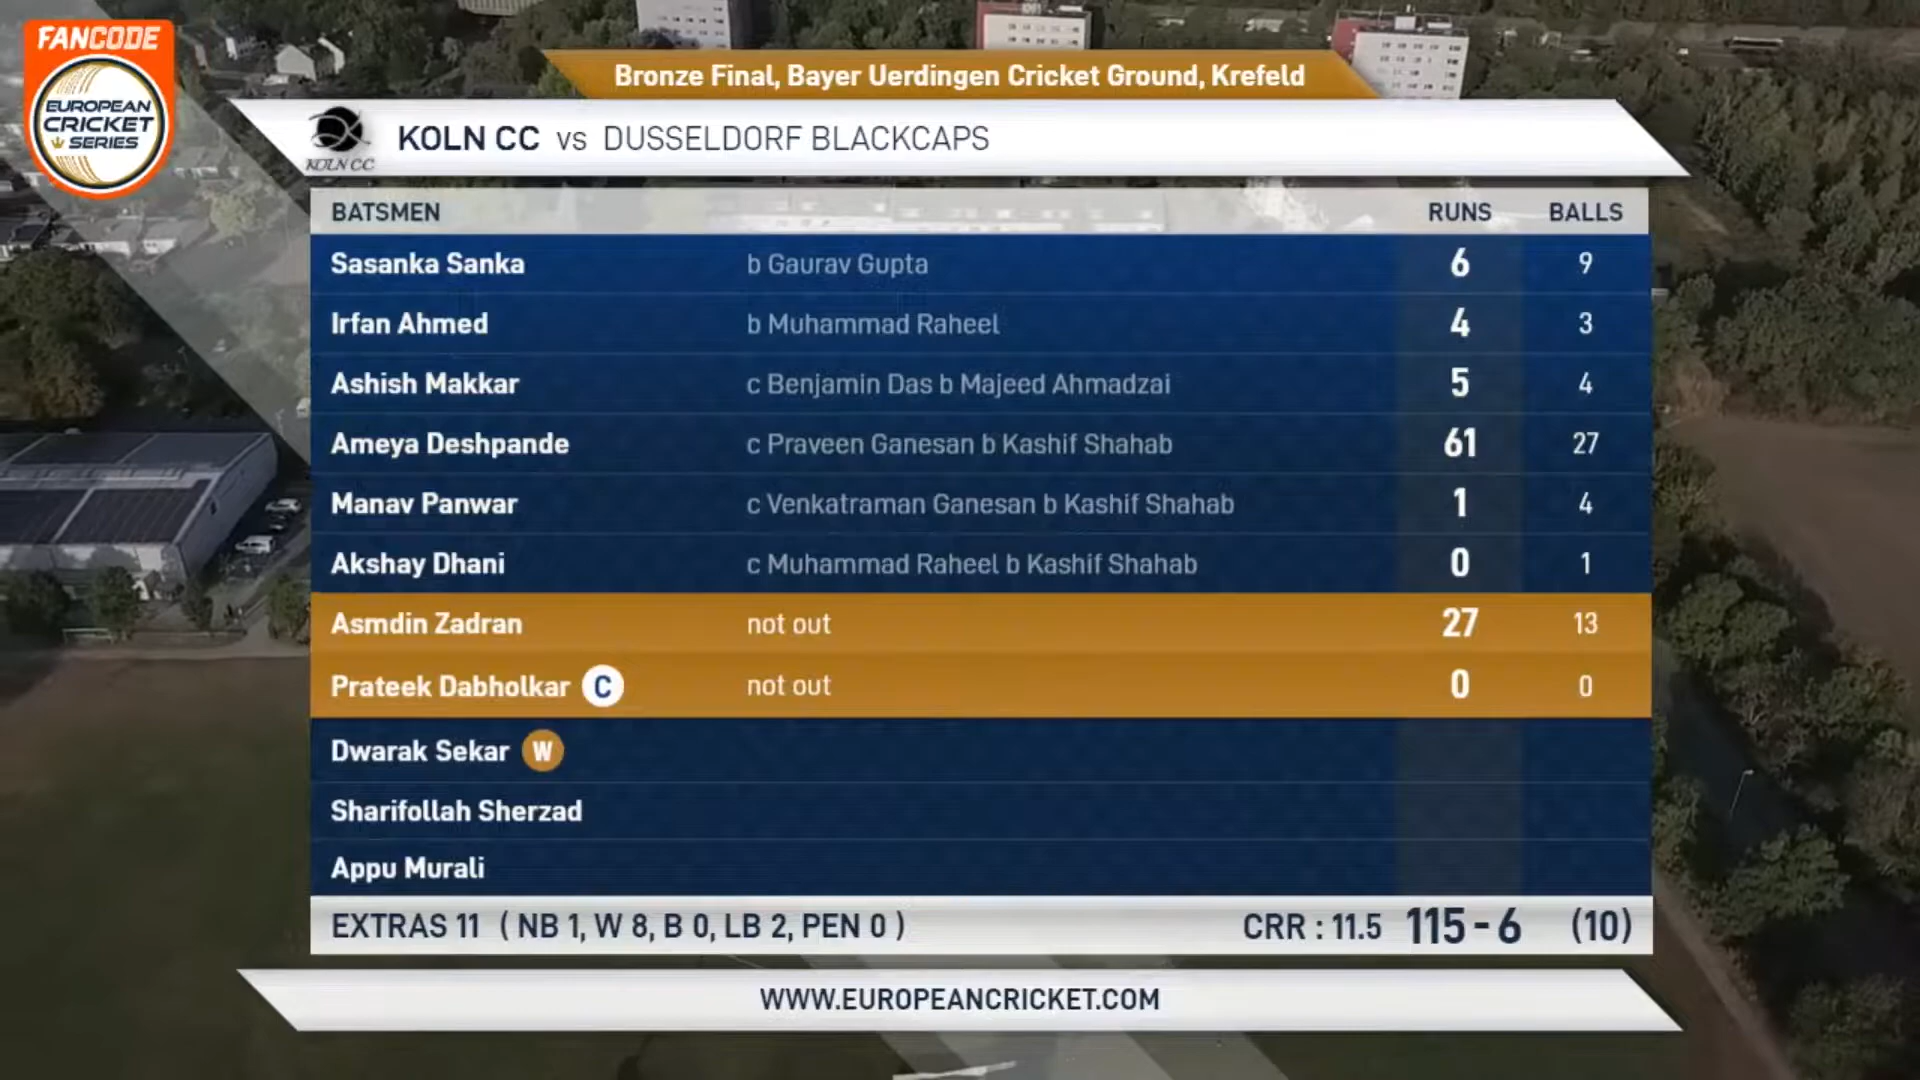 FANCODE
EUROPEAN
CRICKET
SERIES
Bronze Final, Bayer Uerdingen Cricket Ground, Krefeld
KOLN CC
KOLN CC vs DUSSELDORF BLACKCAPS
BATSMEN RUNS BALLS
Sasanka Sanka b Gaurav Gupta 6 9
Irfan Ahmed b Muhammad Raheel 4 3
Ashish Makkar c Benjamin Das b Majeed Ahmadzai 5 4
Ameya Deshpande c Praveen Ganesan b Kashif Shahab 61 27
Manav Panwar c Venkatraman Ganesan b Kashif Shahab 1 4
Akshay Dhani c Muhammad Raheel b Kashif Shahab 0 1
Asmdin Zadran not out 27 13
Prateek Dabholkar C not out 0 0
Dwarak Sekar W
Sharifollah Sherzad
Appu Murali
EXTRAS 11 ( NB 1, W 8, B 0, LB 2, PEN 0 ) CRR : 11.5 115 - 6 (10)
WWW.EUROPEANCRICKET.COM